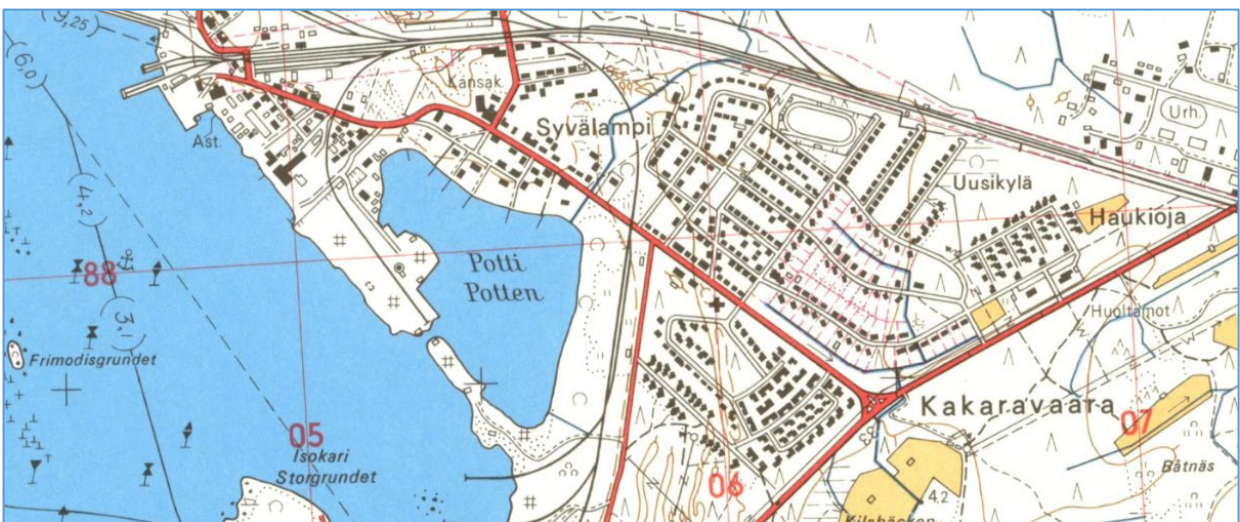 (9,25)
(6,0)
Kansak.
Urh.
Syvälampi
Ast.
(4,2)
Uusikylä
Haukioja
Potti
Potten
88
(3,1)
Huoltamot
Frimodisgrundet
Kakaravaara
07
05
Isokari
Storgrundet
Båtnäs
06
4.2